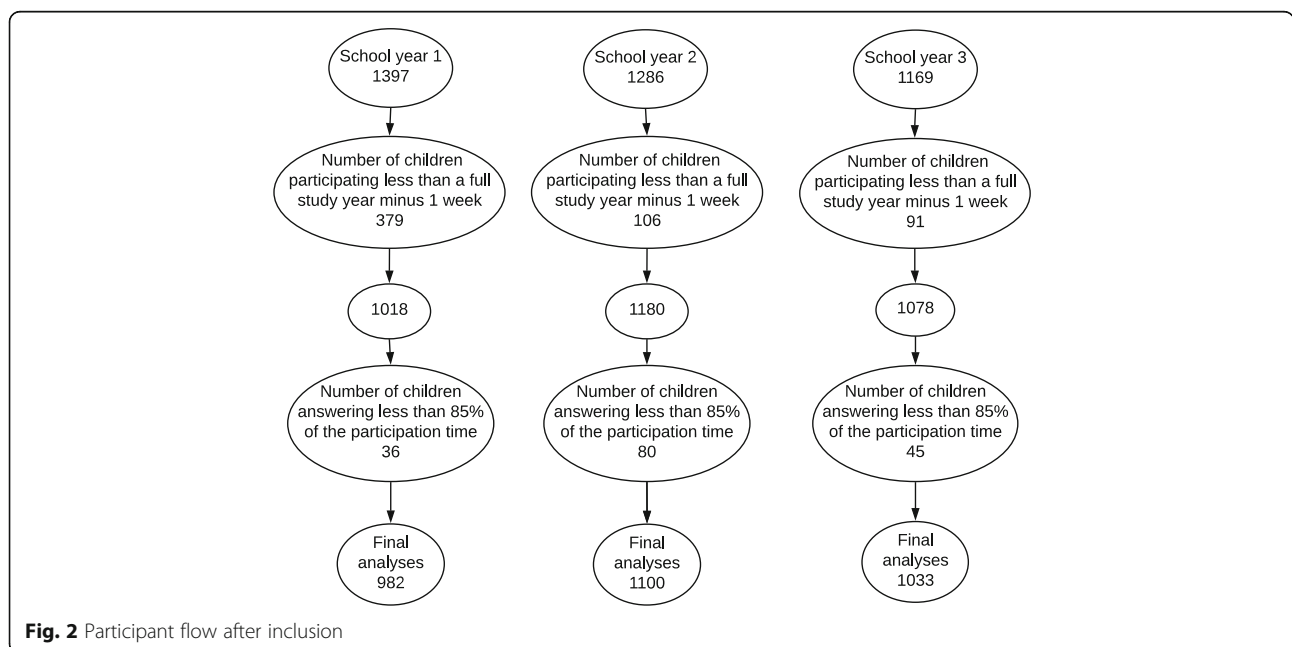 School year 1
1397
Number of children
participating less than a full
study year minus 1 week
379
1018
Number of children
answering less than 85%
of the participation time
36
Final
analyses
982
School year 2
1286
Number of children
participating less than a full
study year minus 1 week
106
1180
Number of children
answering less than 85%
of the participation time
80
Final
analyses
1100
School year 3
1169
Number of children
participating less than a full
study year minus 1 week
91
1078
Number of children
answering less than 85%
of the participation time
45
Final
analyses
1033
Fig. 2 Participant flow after inclusion